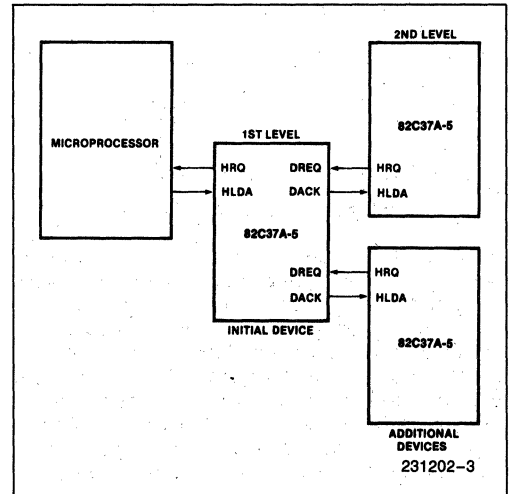 2ND LEVEL
82C37A-5
MICROPROCESSOR
1ST LEVEL
HRQ
DREQ
HRQ
HLDA
DACK
HLDA
82C37A-5
DREQ
HRQ
DACK
HLDA
INITIAL DEVICE
82C37A-5
ADDITIONAL
DEVICES
231202-3